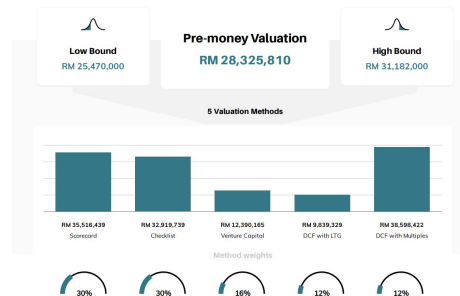 Pre-money Valuation
RM 28,325,810
Low Bound
RM 25,470,000
High Bound
RM 31,182,000
5 Valuation Methods
RM 35,516,439
Scorecard
RM 32,919,739
Checklist
RM 12,390,165
Venture Capital
RM 9,839,329
DCF with LTG
RM 38,598,422
DCF with Multiples
Method weights
30%
30%
16%
12%
12%